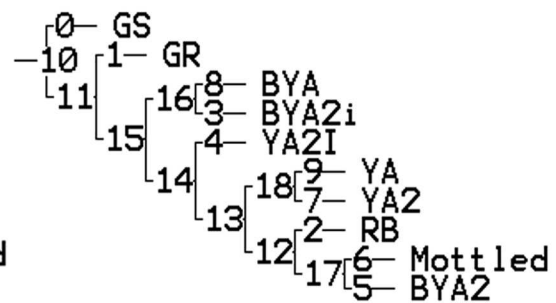 0 GS
10
1 GR
11
8 BYA
16
3 BYA2i
15
4 YA2I
9 YA
14
18
7 YA2
13
2 RB
12
6 Mottled
17
5 BYA2